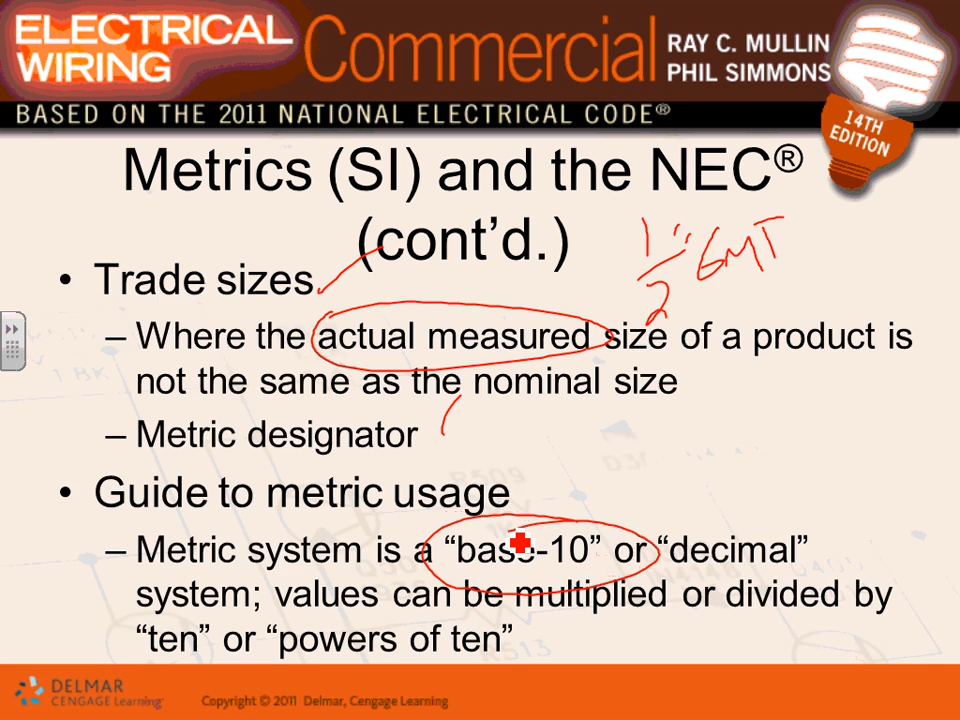 ELECTRICAL
WIRING
Commercial
RAY C. MULLIN
PHIL SIMMONS
BASED ON THE 2011 NATIONAL ELECTRICAL CODE®
14TH
EDITION
Metrics (SI) and the NEC®
(cont’d.)
1" EMT
2
• Trade sizes
– Where the actual measured size of a product is
not the same as the nominal size
– Metric designator
• Guide to metric usage
– Metric system is a “base-10” or “decimal”
system; values can be multiplied or divided by
“ten” or “powers of ten”
DELMAR
CENGAGE Learning
Copyright © 2011 Delmar, Cengage Learning